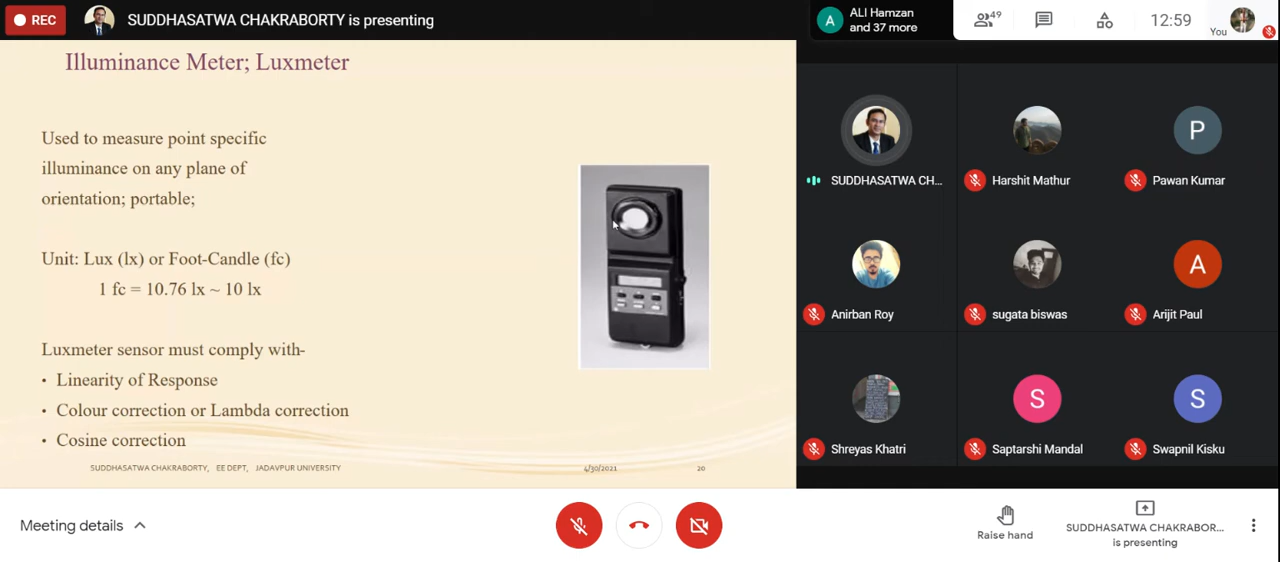 REC
SUDDHASATWA CHAKRABORTY is presenting
A
ALI Hamzan
and 37 more
49
12:59
You
Illuminance Meter; Luxmeter
Used to measure point specific
illuminance on any plane of
orientation; portable;
Unit: Lux (lx) or Foot-Candle (fc)
1 fc = 10.76 lx ~ 10 lx
Luxmeter sensor must comply with-
• Linearity of Response
• Colour correction or Lambda correction
• Cosine correction
SUDDHASATWA CHAKRABORTY, EE DEPT, JADAVPUR UNIVERSITY
4/30/2021
20
SUDDHASATWA CH...
Harshit Mathur
P
Pawan Kumar
Anirban Roy
sugata biswas
A
Arijit Paul
Shreyas Khatri
S
Saptarshi Mandal
S
Swapnil Kisku
Meeting details
Raise hand
SUDDHASATWA CHAKRABOR...
is presenting